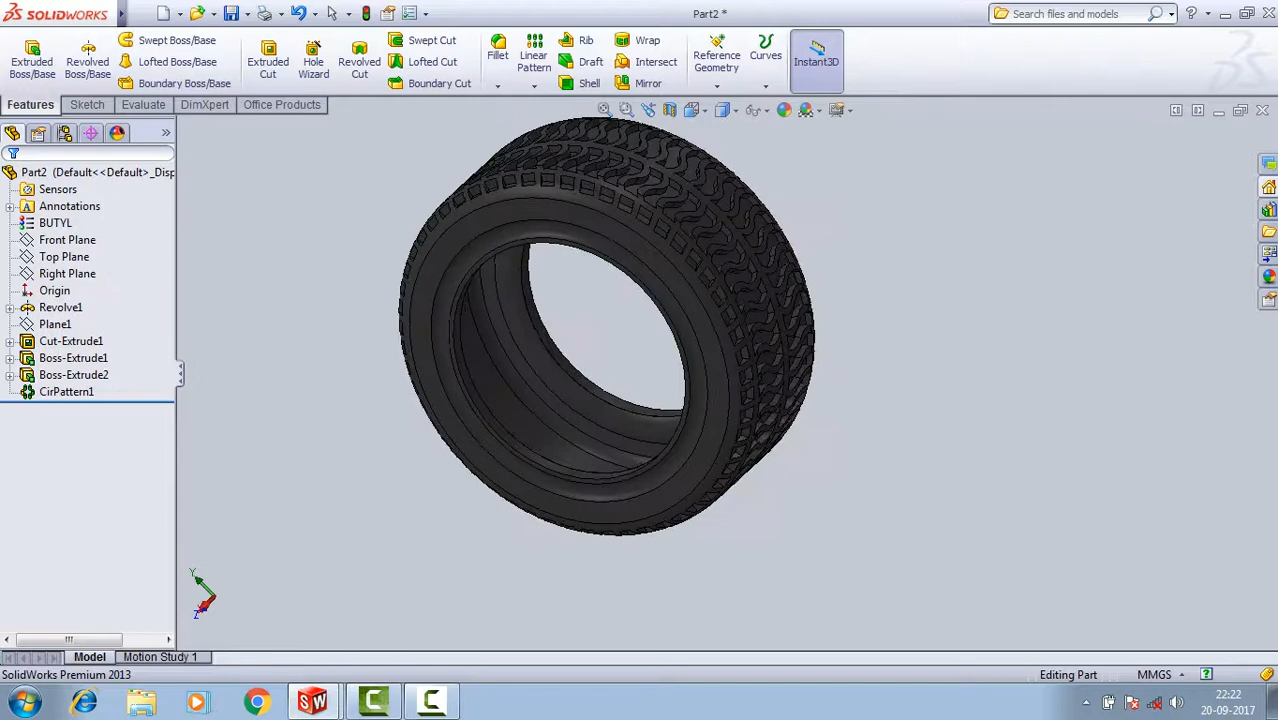 SOLIDWORKS
Part2 *
Search files and models
Extruded Boss/Base
Revolved Boss/Base
Swept Boss/Base
Lofted Boss/Base
Boundary Boss/Base
Extruded Cut
Hole Wizard
Revolved Cut
Swept Cut
Lofted Cut
Boundary Cut
Fillet
Linear Pattern
Rib
Draft
Shell
Wrap
Intersect
Mirror
Reference Geometry
Curves
Instant3D
Features
Sketch
Evaluate
DimXpert
Office Products
Part2 (Default<<Default>_Disp
Sensors
Annotations
BUTYL
Front Plane
Top Plane
Right Plane
Origin
Revolve1
Plane1
Cut-Extrude1
Boss-Extrude1
Boss-Extrude2
CirPattern1
Y
Z
Model
Motion Study 1
SolidWorks Premium 2013
Editing Part
MMGS
22:22
20-09-2017